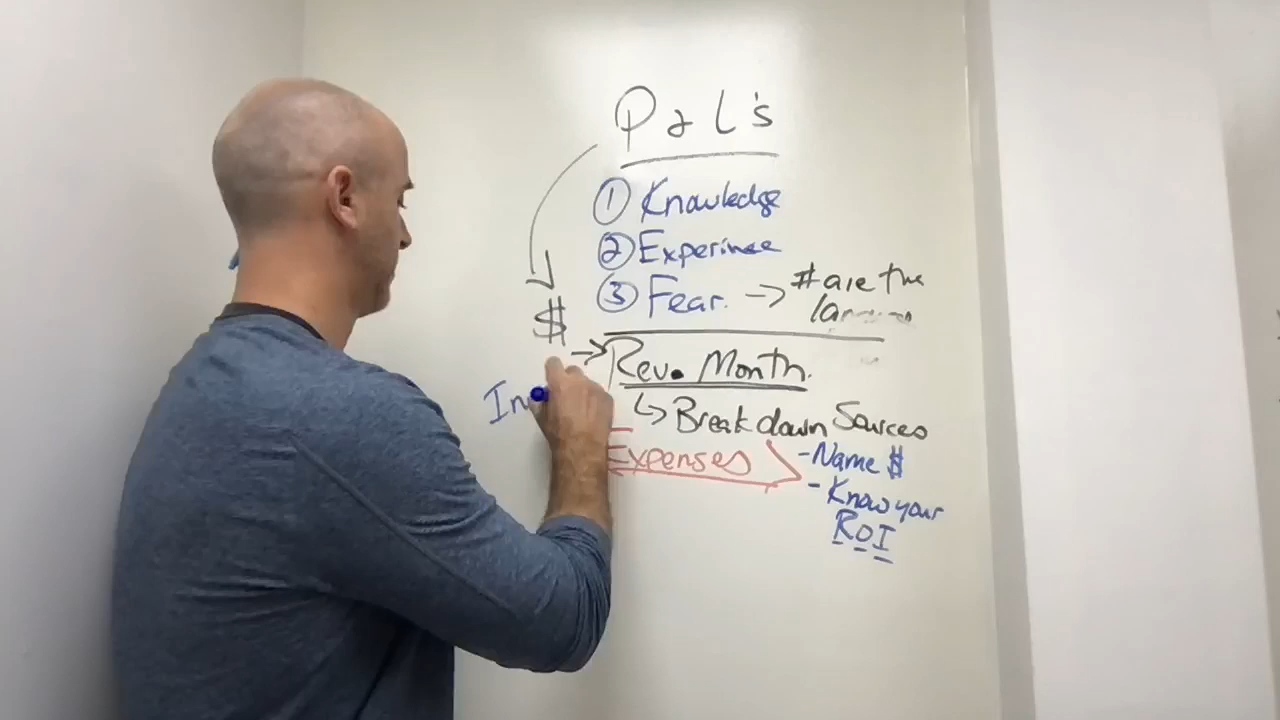 P & L's
① Knowledge
② Experince
③ Fear. → # are the
$
→ Rev. Month.
In
↳ Breakdown Sources
Expenses
- Name $
- Know your
ROI